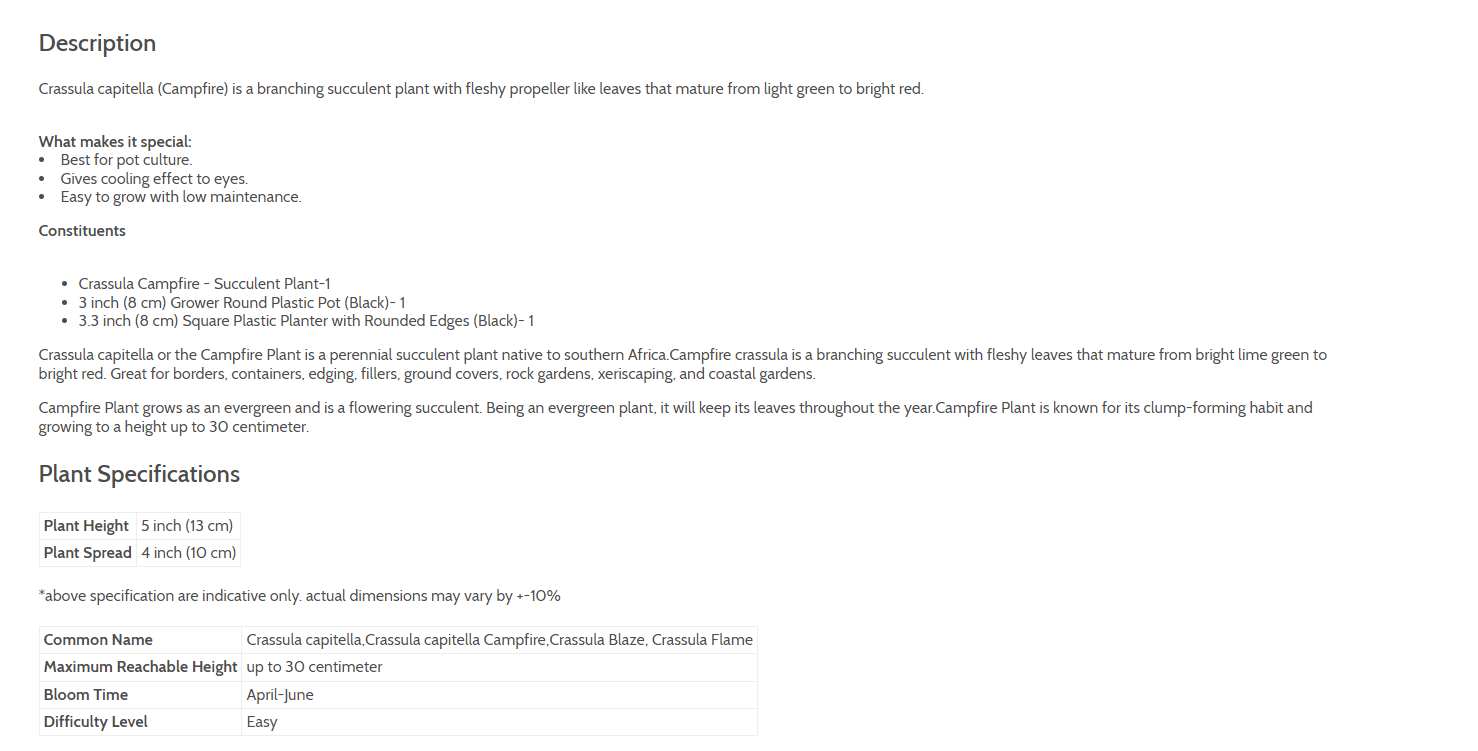 Description
Crassula capitella (Campfire) is a branching succulent plant with fleshy propeller like leaves that mature from light green to bright red.
What makes it special:
• Best for pot culture.
• Gives cooling effect to eyes.
• Easy to grow with low maintenance.
Constituents
• Crassula Campfire - Succulent Plant-1
• 3 inch (8 cm) Grower Round Plastic Pot (Black)- 1
• 3.3 inch (8 cm) Square Plastic Planter with Rounded Edges (Black)- 1
Crassula capitella or the Campfire Plant is a perennial succulent plant native to southern Africa.Campfire crassula is a branching succulent with fleshy leaves that mature from bright lime green to
bright red. Great for borders, containers, edging, fillers, ground covers, rock gardens, xeriscaping, and coastal gardens.
Campfire Plant grows as an evergreen and is a flowering succulent. Being an evergreen plant, it will keep its leaves throughout the year.Campfire Plant is known for its clump-forming habit and
growing to a height up to 30 centimeter.
Plant Specifications
Plant Height 5 inch (13 cm)
Plant Spread 4 inch (10 cm)
*above specification are indicative only. actual dimensions may vary by +-10%
Common Name Crassula capitella,Crassula capitella Campfire,Crassula Blaze, Crassula Flame
Maximum Reachable Height up to 30 centimeter
Bloom Time April-June
Difficulty Level Easy